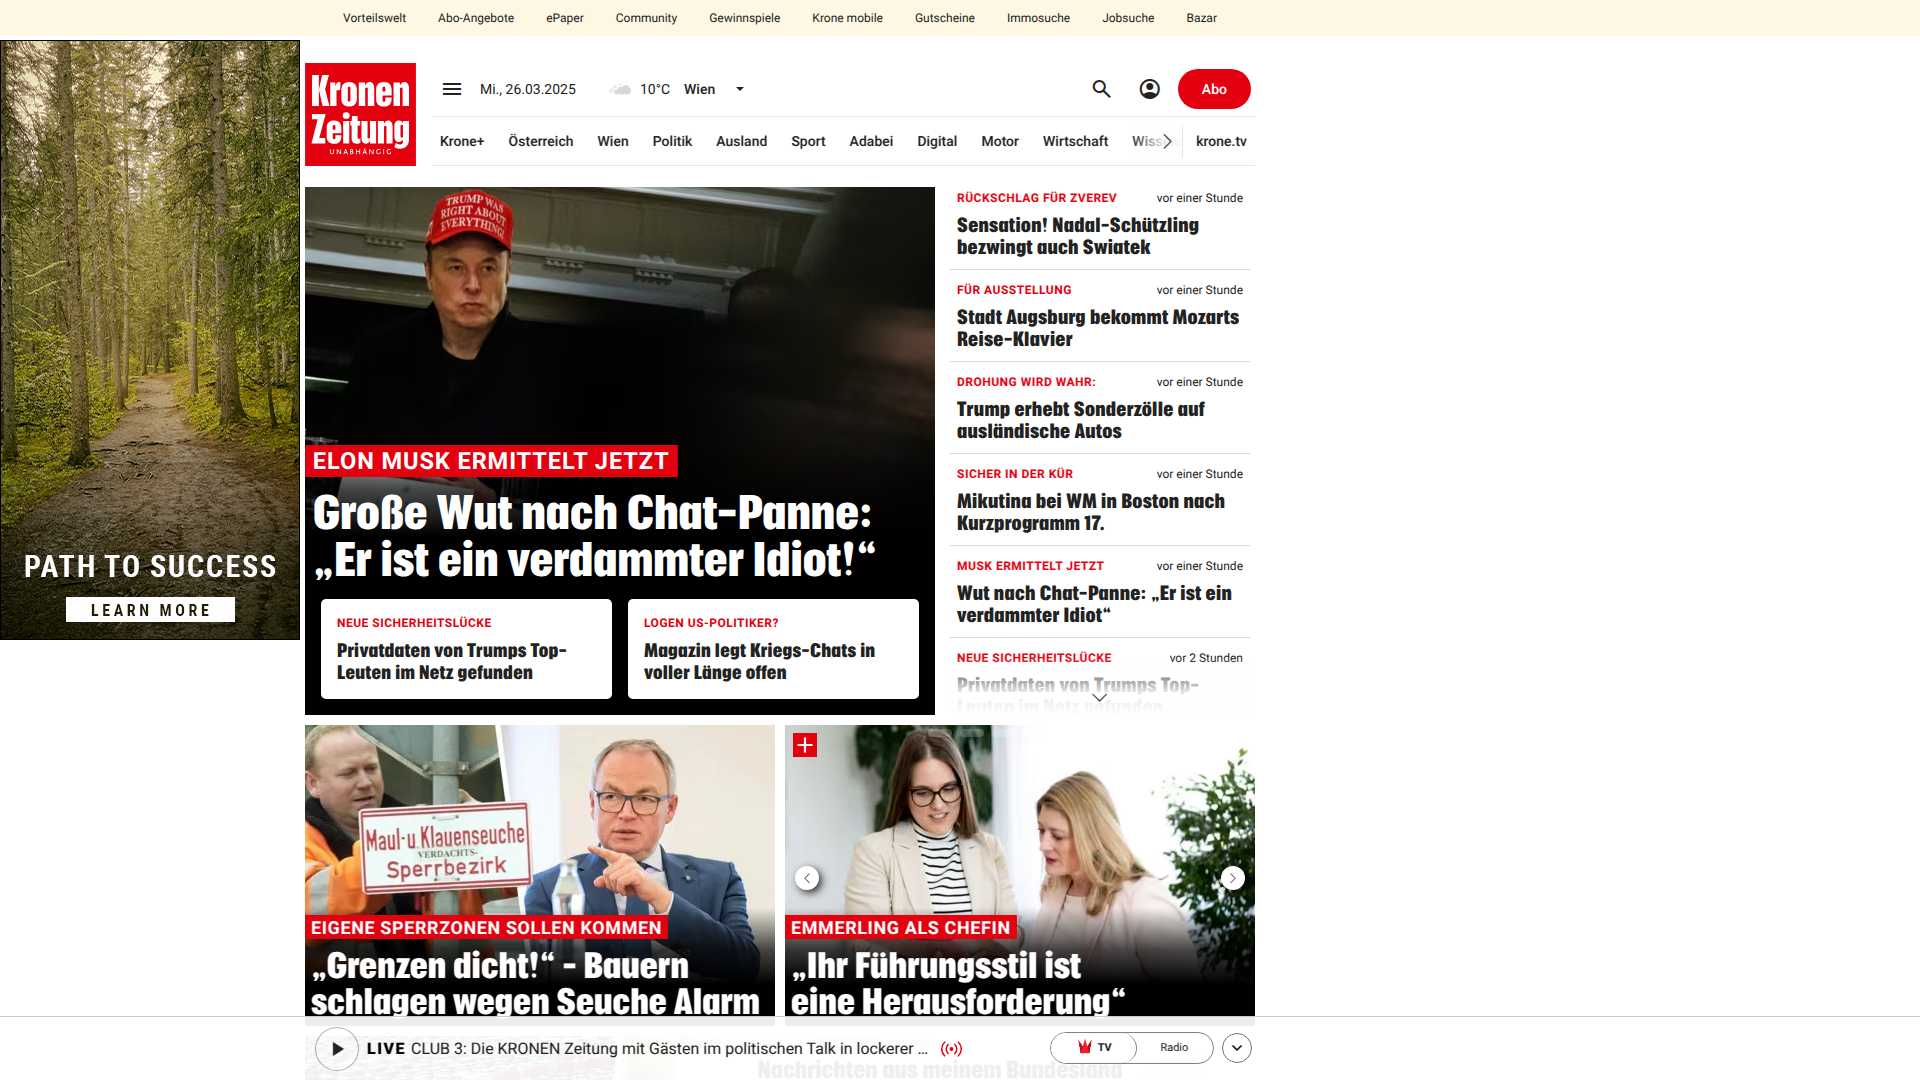 Vorteilswelt Abo-Angebote ePaper Community Gewinnspiele Krone mobile Gutscheine Immosuche Jobsuche Bazar
Kronen
Zeitung
UNABHÄNGIG
Mi., 26.03.2025 10°C Wien
Abo
Krone+ Österreich Wien Politik Ausland Sport Adabei Digital Motor Wirtschaft Wiss krone.tv
PATH TO SUCCESS
LEARN MORE
TRUMP WAS
RIGHT ABOUT
EVERYTHING!
ELON MUSK ERMITTELT JETZT
Große Wut nach Chat-Panne:
„Er ist ein verdammter Idiot!“
NEUE SICHERHEITSLÜCKE
Privatdaten von Trumps Top-
Leuten im Netz gefunden
LOGEN US-POLITIKER?
Magazin legt Kriegs-Chats in
voller Länge offen
RÜCKSCHLAG FÜR ZVEREV vor einer Stunde
Sensation! Nadal-Schützling
bezwingt auch Swiatek
FÜR AUSSTELLUNG vor einer Stunde
Stadt Augsburg bekommt Mozarts
Reise-Klavier
DROHUNG WIRD WAHR: vor einer Stunde
Trump erhebt Sonderzölle auf
ausländische Autos
SICHER IN DER KÜR vor einer Stunde
Mikutina bei WM in Boston nach
Kurzprogramm 17.
MUSK ERMITTELT JETZT vor einer Stunde
Wut nach Chat-Panne: „Er ist ein
verdammter Idiot“
NEUE SICHERHEITSLÜCKE vor 2 Stunden
Privatdaten von Trumps Top-
Leuten im Netz gefunden
Maul-u. Klauenseuche
VERDACHTS-
Sperrbezirk
EIGENE SPERRZONEN SOLLEN KOMMEN
„Grenzen dicht!“ – Bauern
schlagen wegen Seuche Alarm
EMMERLING ALS CHEFIN
„Ihr Führungsstil ist
eine Herausforderung“
LIVE CLUB 3: Die KRONEN Zeitung mit Gästen im politischen Talk in lockerer ... TV Radio
Nachrichten aus meinem Bundesland